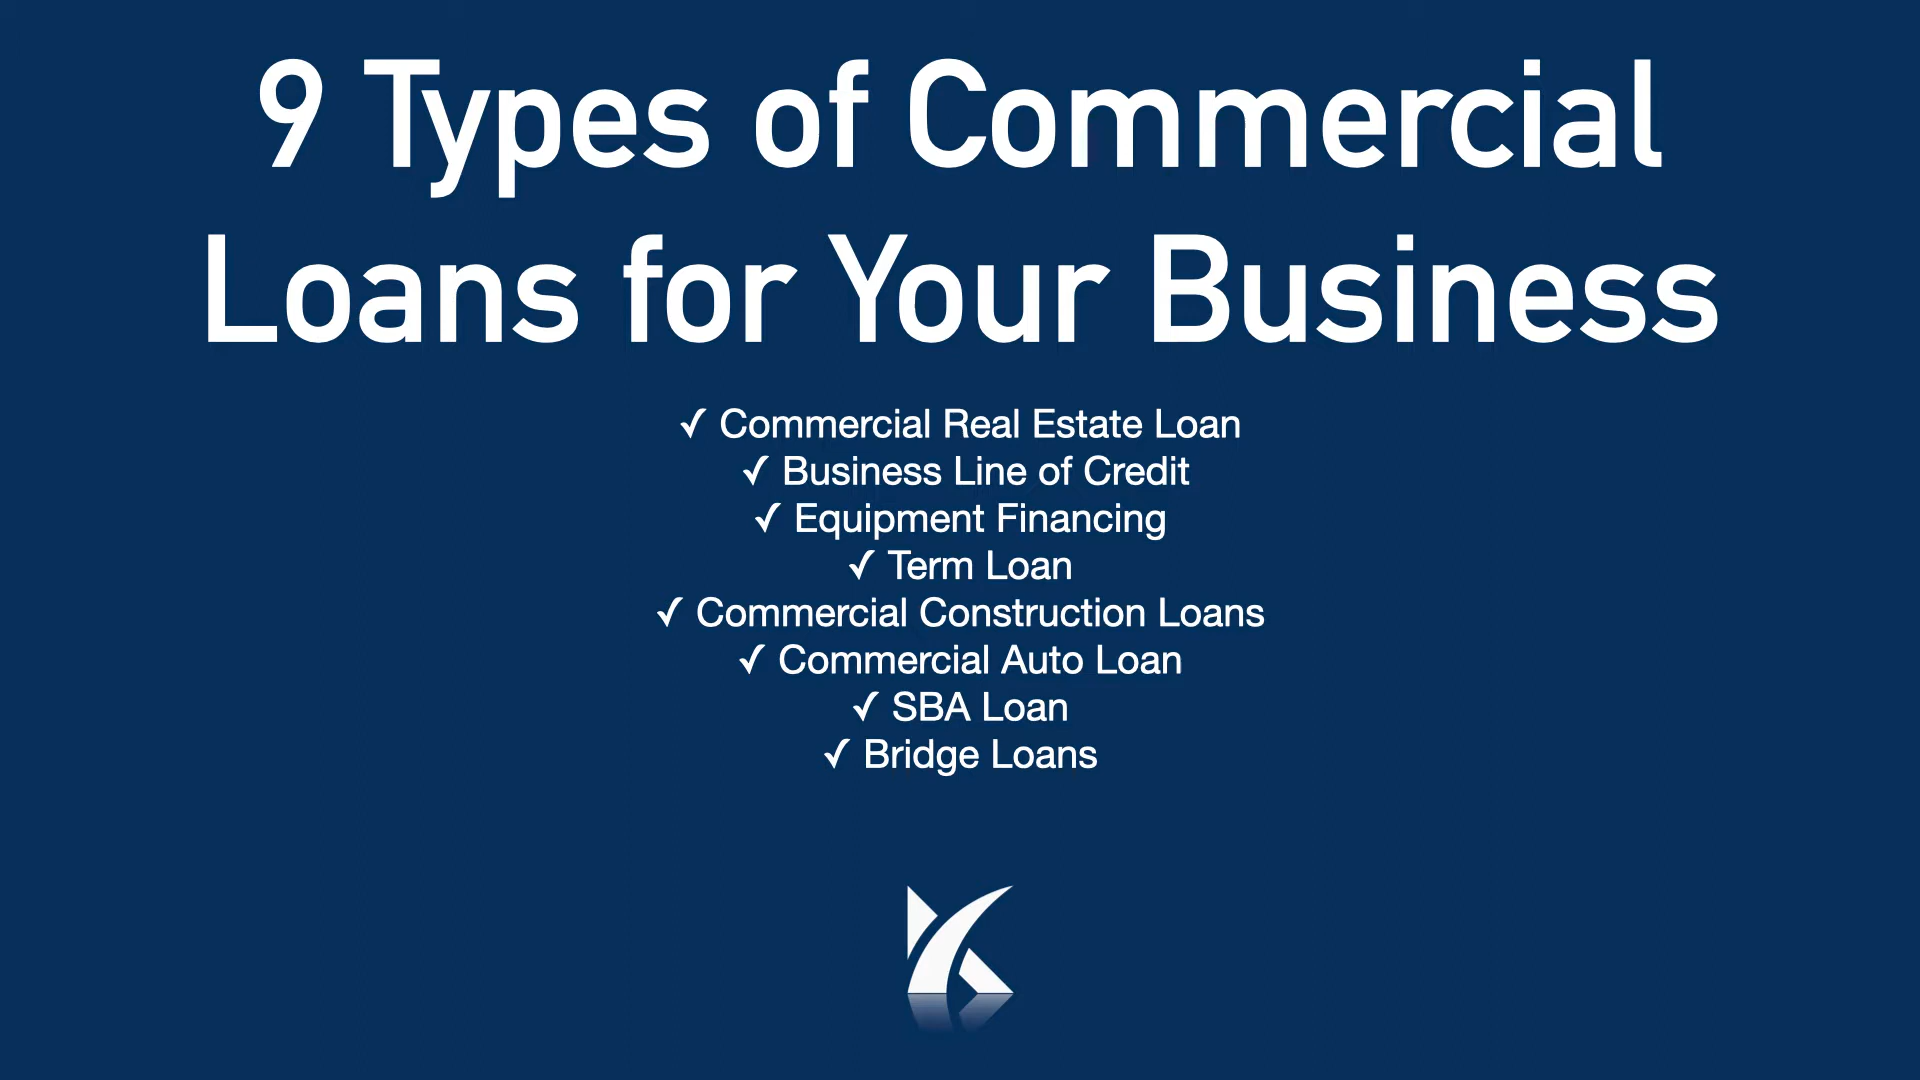 9 Types of Commercial
Loans for Your Business
✓ Commercial Real Estate Loan
✓ Business Line of Credit
✓ Equipment Financing
✓ Term Loan
✓ Commercial Construction Loans
✓ Commercial Auto Loan
✓ SBA Loan
✓ Bridge Loans